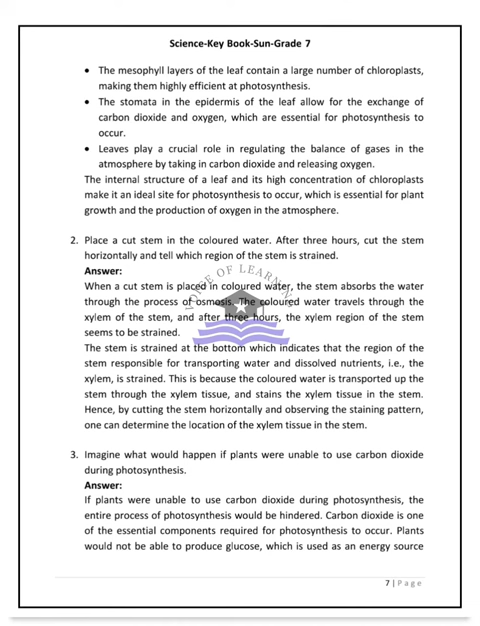 Science-Key Book-Sun-Grade 7
• The mesophyll layers of the leaf contain a large number of chloroplasts,
making them highly efficient at photosynthesis.
• The stomata in the epidermis of the leaf allow for the exchange of
carbon dioxide and oxygen, which are essential for photosynthesis to
occur.
• Leaves play a crucial role in regulating the balance of gases in the
atmosphere by taking in carbon dioxide and releasing oxygen.
The internal structure of a leaf and its high concentration of chloroplasts
make it an ideal site for photosynthesis to occur, which is essential for plant
growth and the production of oxygen in the atmosphere.
2. Place a cut stem in the coloured water. After three hours, cut the stem
horizontally and tell which region of the stem is strained.
Answer:
When a cut stem is placed in coloured water, the stem absorbs the water
through the process of osmosis. The coloured water travels through the
xylem of the stem, and after three hours, the xylem region of the stem
seems to be strained.
The stem is strained at the bottom which indicates that the region of the
stem responsible for transporting water and dissolved nutrients, i.e., the
xylem, is strained. This is because the coloured water is transported up the
stem through the xylem tissue, and stains the xylem tissue in the stem.
Hence, by cutting the stem horizontally and observing the staining pattern,
one can determine the location of the xylem tissue in the stem.
3. Imagine what would happen if plants were unable to use carbon dioxide
during photosynthesis.
Answer:
If plants were unable to use carbon dioxide during photosynthesis, the
entire process of photosynthesis would be hindered. Carbon dioxide is one
of the essential components required for photosynthesis to occur. Plants
would not be able to produce glucose, which is used as an energy source
7 | Page